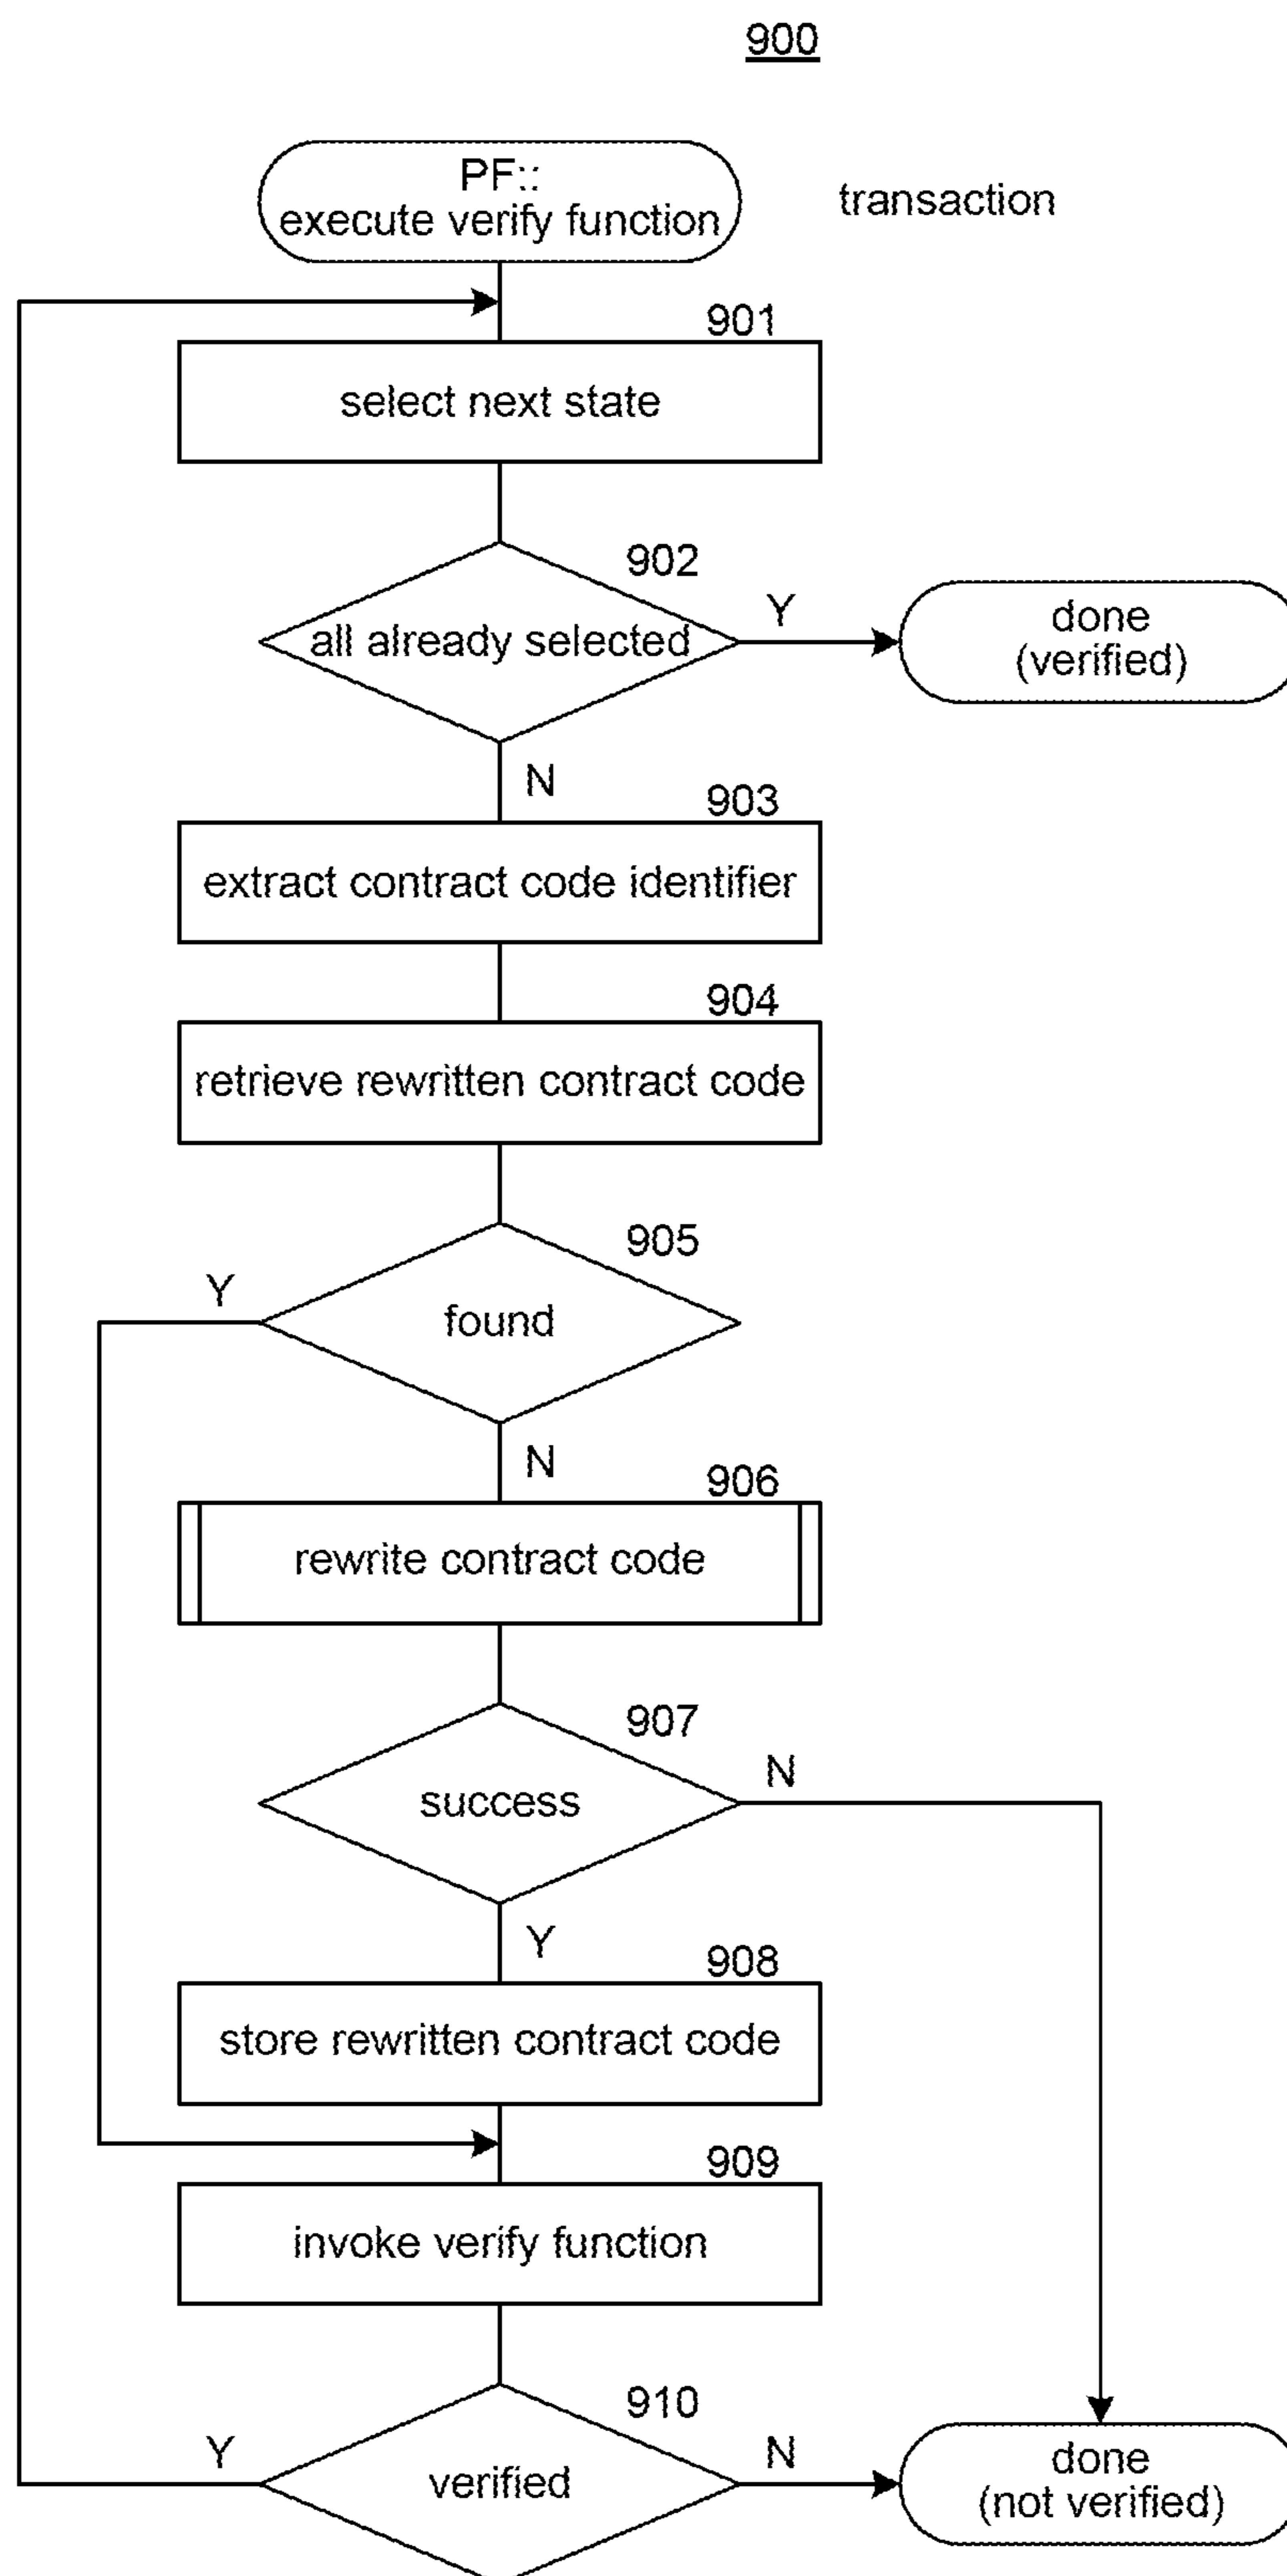 900
PF::
execute verify function
transaction
901
select next state
902
all already selected
Y
done
(verified)
N
903
extract contract code identifier
904
retrieve rewritten contract code
905
Y
found
N
906
rewrite contract code
907
success
N
Y
908
store rewritten contract code
909
invoke verify function
910
Y
verified
N
done
(not verified)